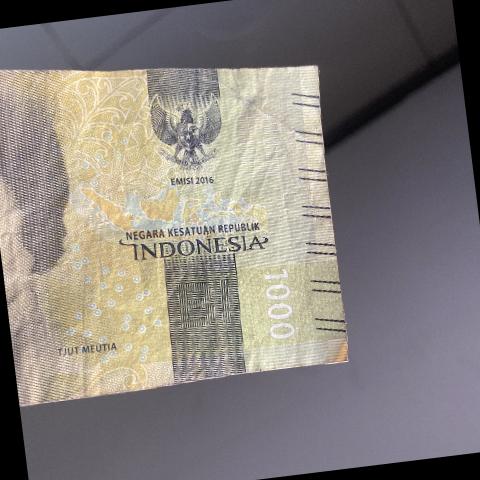 EMISI 2016
NEGARA KESATUAN REPUBLIK
INDONESIA
1000
TJUT MEUTIA